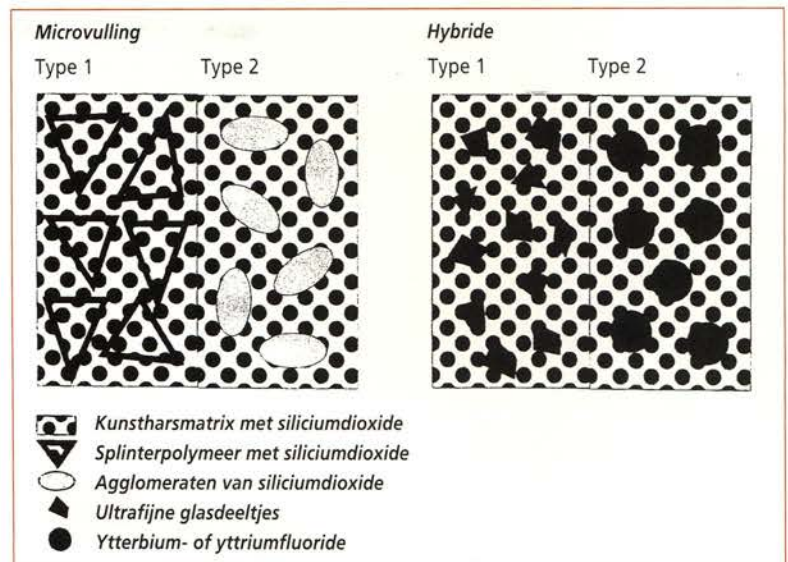 Microvulling
Type 1 Type 2
Hybride
Type 1 Type 2
Kunstharsmatrix met siliciumdioxide
Splinterpolymeer met siliciumdioxide
Agglomeraten van siliciumdioxide
Ultrafijne glasdeeltjes
Ytterbium- of yttriumfluoride